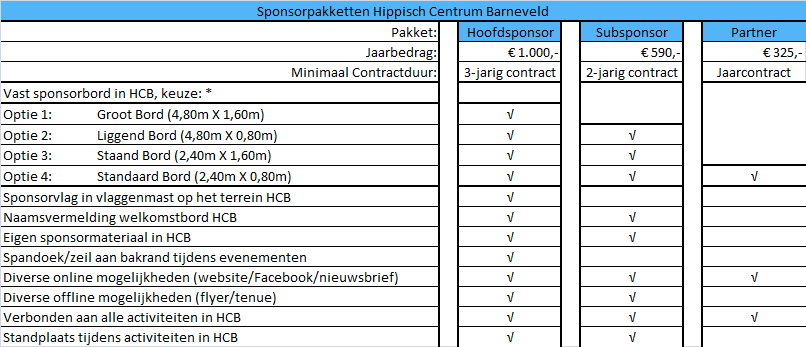 Sponsorpakketten Hippisch Centrum Barneveld
Pakket: Hoofdsponsor Subsponsor Partner
Jaarbedrag: € 1.000,- € 590,- € 325,-
Minimaal Contractduur: 3-jarig contract 2-jarig contract Jaarcontract
Vast sponsorbord in HCB, keuze: *
Optie 1: Groot Bord (4,80m X 1,60m) √
Optie 2: Liggend Bord (4,80m X 0,80m) √ √
Optie 3: Staand Bord (2,40m X 1,60m) √ √
Optie 4: Standaard Bord (2,40m X 0,80m) √ √ √
Sponsorvlag in vlaggenmast op het terrein HCB √
Naamsvermelding welkomstbord HCB √ √
Eigen sponsormateriaal in HCB √ √
Spandoek/zeil aan bakrand tijdens evenementen √
Diverse online mogelijkheden (website/Facebook/nieuwsbrief) √ √ √
Diverse offline mogelijkheden (flyer/tenue) √ √
Verbonden aan alle activiteiten in HCB √ √ √
Standplaats tijdens activiteiten in HCB √ √